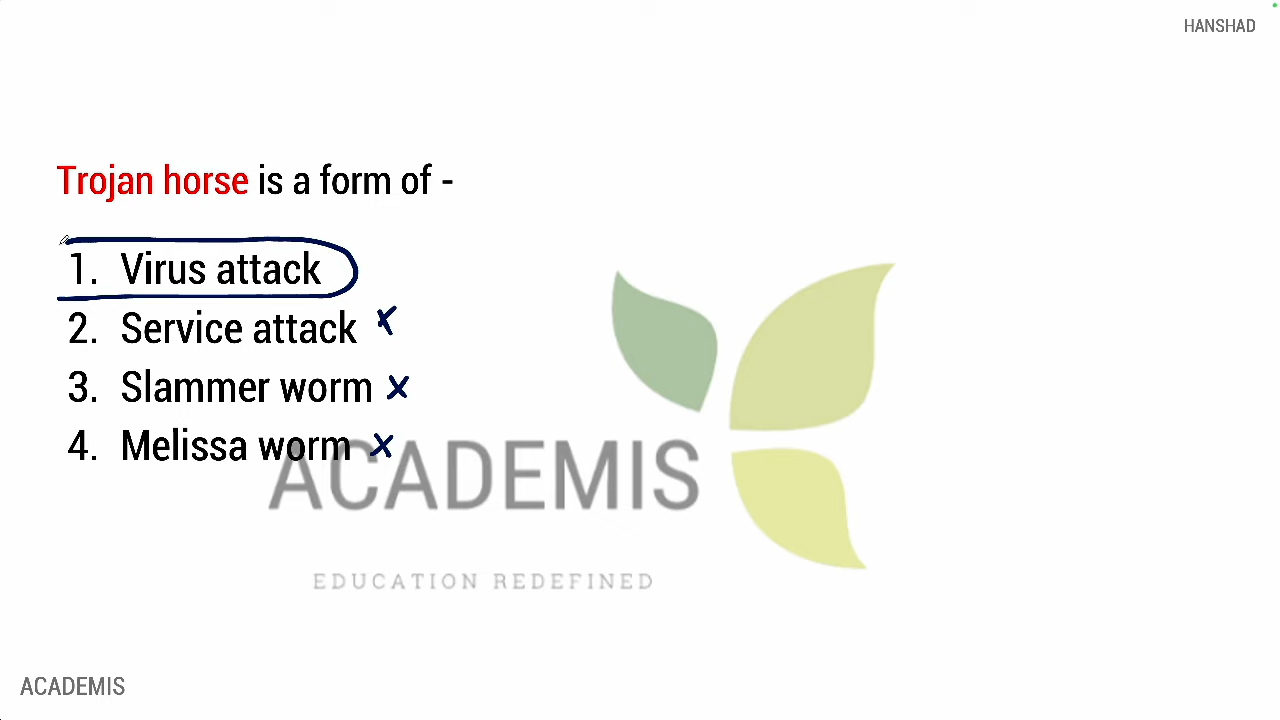 HANSHAD
Trojan horse is a form of -
1. Virus attack
2. Service attack
3. Slammer worm
4. Melissa worm
ACADEMIS
EDUCATION REDEFINED
ACADEMIS